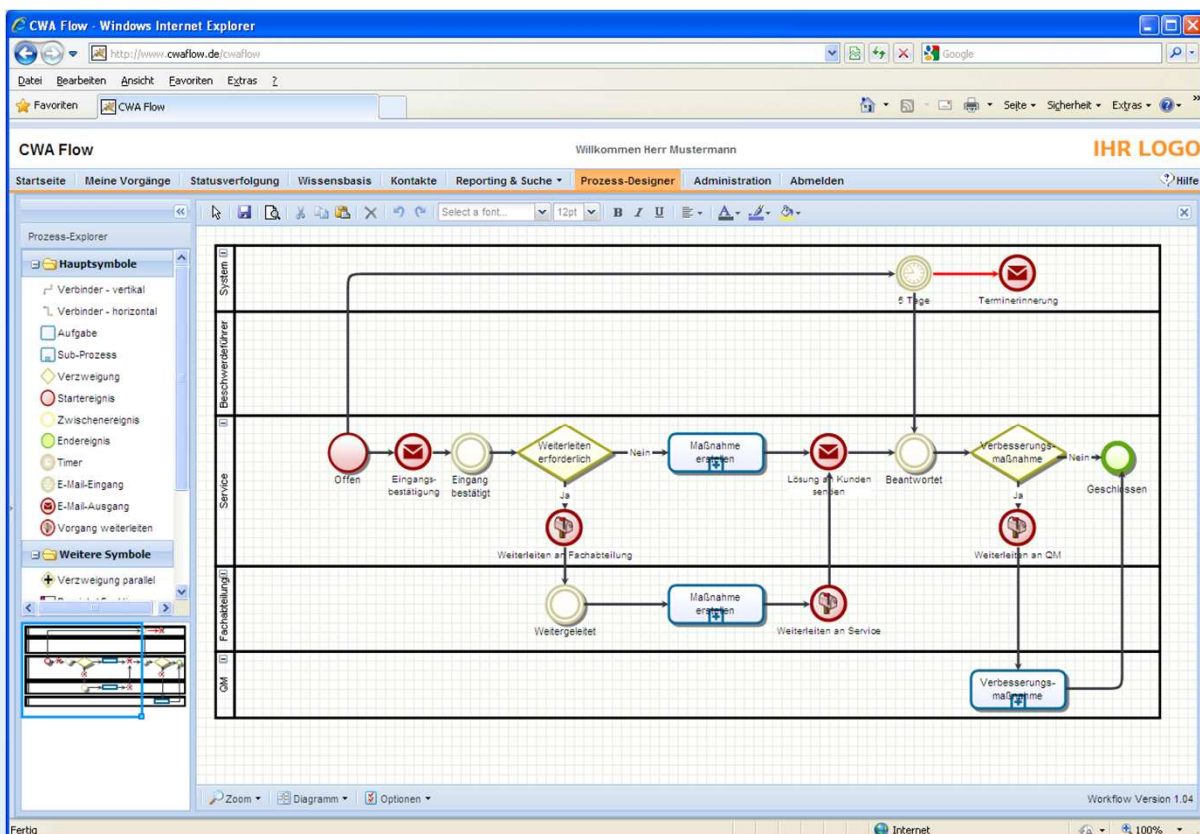 CWA Flow - Windows Internet Explorer
http://www.cwaflow.de/cwaflow
Google
Datei Bearbeiten Ansicht Favoriten Extras ?
Favoriten CWA Flow
Seite Sicherheit Extras
CWA Flow
Willkommen Herr Mustermann
IHR LOGO
Startseite Meine Vorgänge Statusverfolgung Wissensbasis Kontakte Reporting & Suche Prozess-Designer Administration Abmelden Hilfe
Select a font... 12pt B I U
Prozess-Explorer
Hauptsymbole
Verbinder - vertikal
Verbinder - horizontal
Aufgabe
Sub-Prozess
Verzweigung
Startereignis
Zwischenereignis
Endereignis
Timer
E-Mail-Eingang
E-Mail-Ausgang
Vorgang weiterleiten
Weitere Symbole
Verzweigung parallel
System
5 Tage
Terminerinnerung
Beschwerdeführer
Service
Offen
Eingangs-
bestätigung
Eingang
bestätigt
Weiterleiten
erforderlich
Nein
Ja
Maßnahme
erstellen
Lösung an Kunden
senden
Beantwortet
Verbesserungs-
maßnahme
Nein
Ja
Geschlossen
Weiterleiten an Fachabteilung
Weiterleiten an QM
Fachabteilung
Weitergeleitet
Maßnahme
erstellen
Weiterleiten an Service
QM
Verbesserungs-
maßnahme
Zoom Diagramm Optionen
Workflow Version 1.04
Fertig
Internet
100%